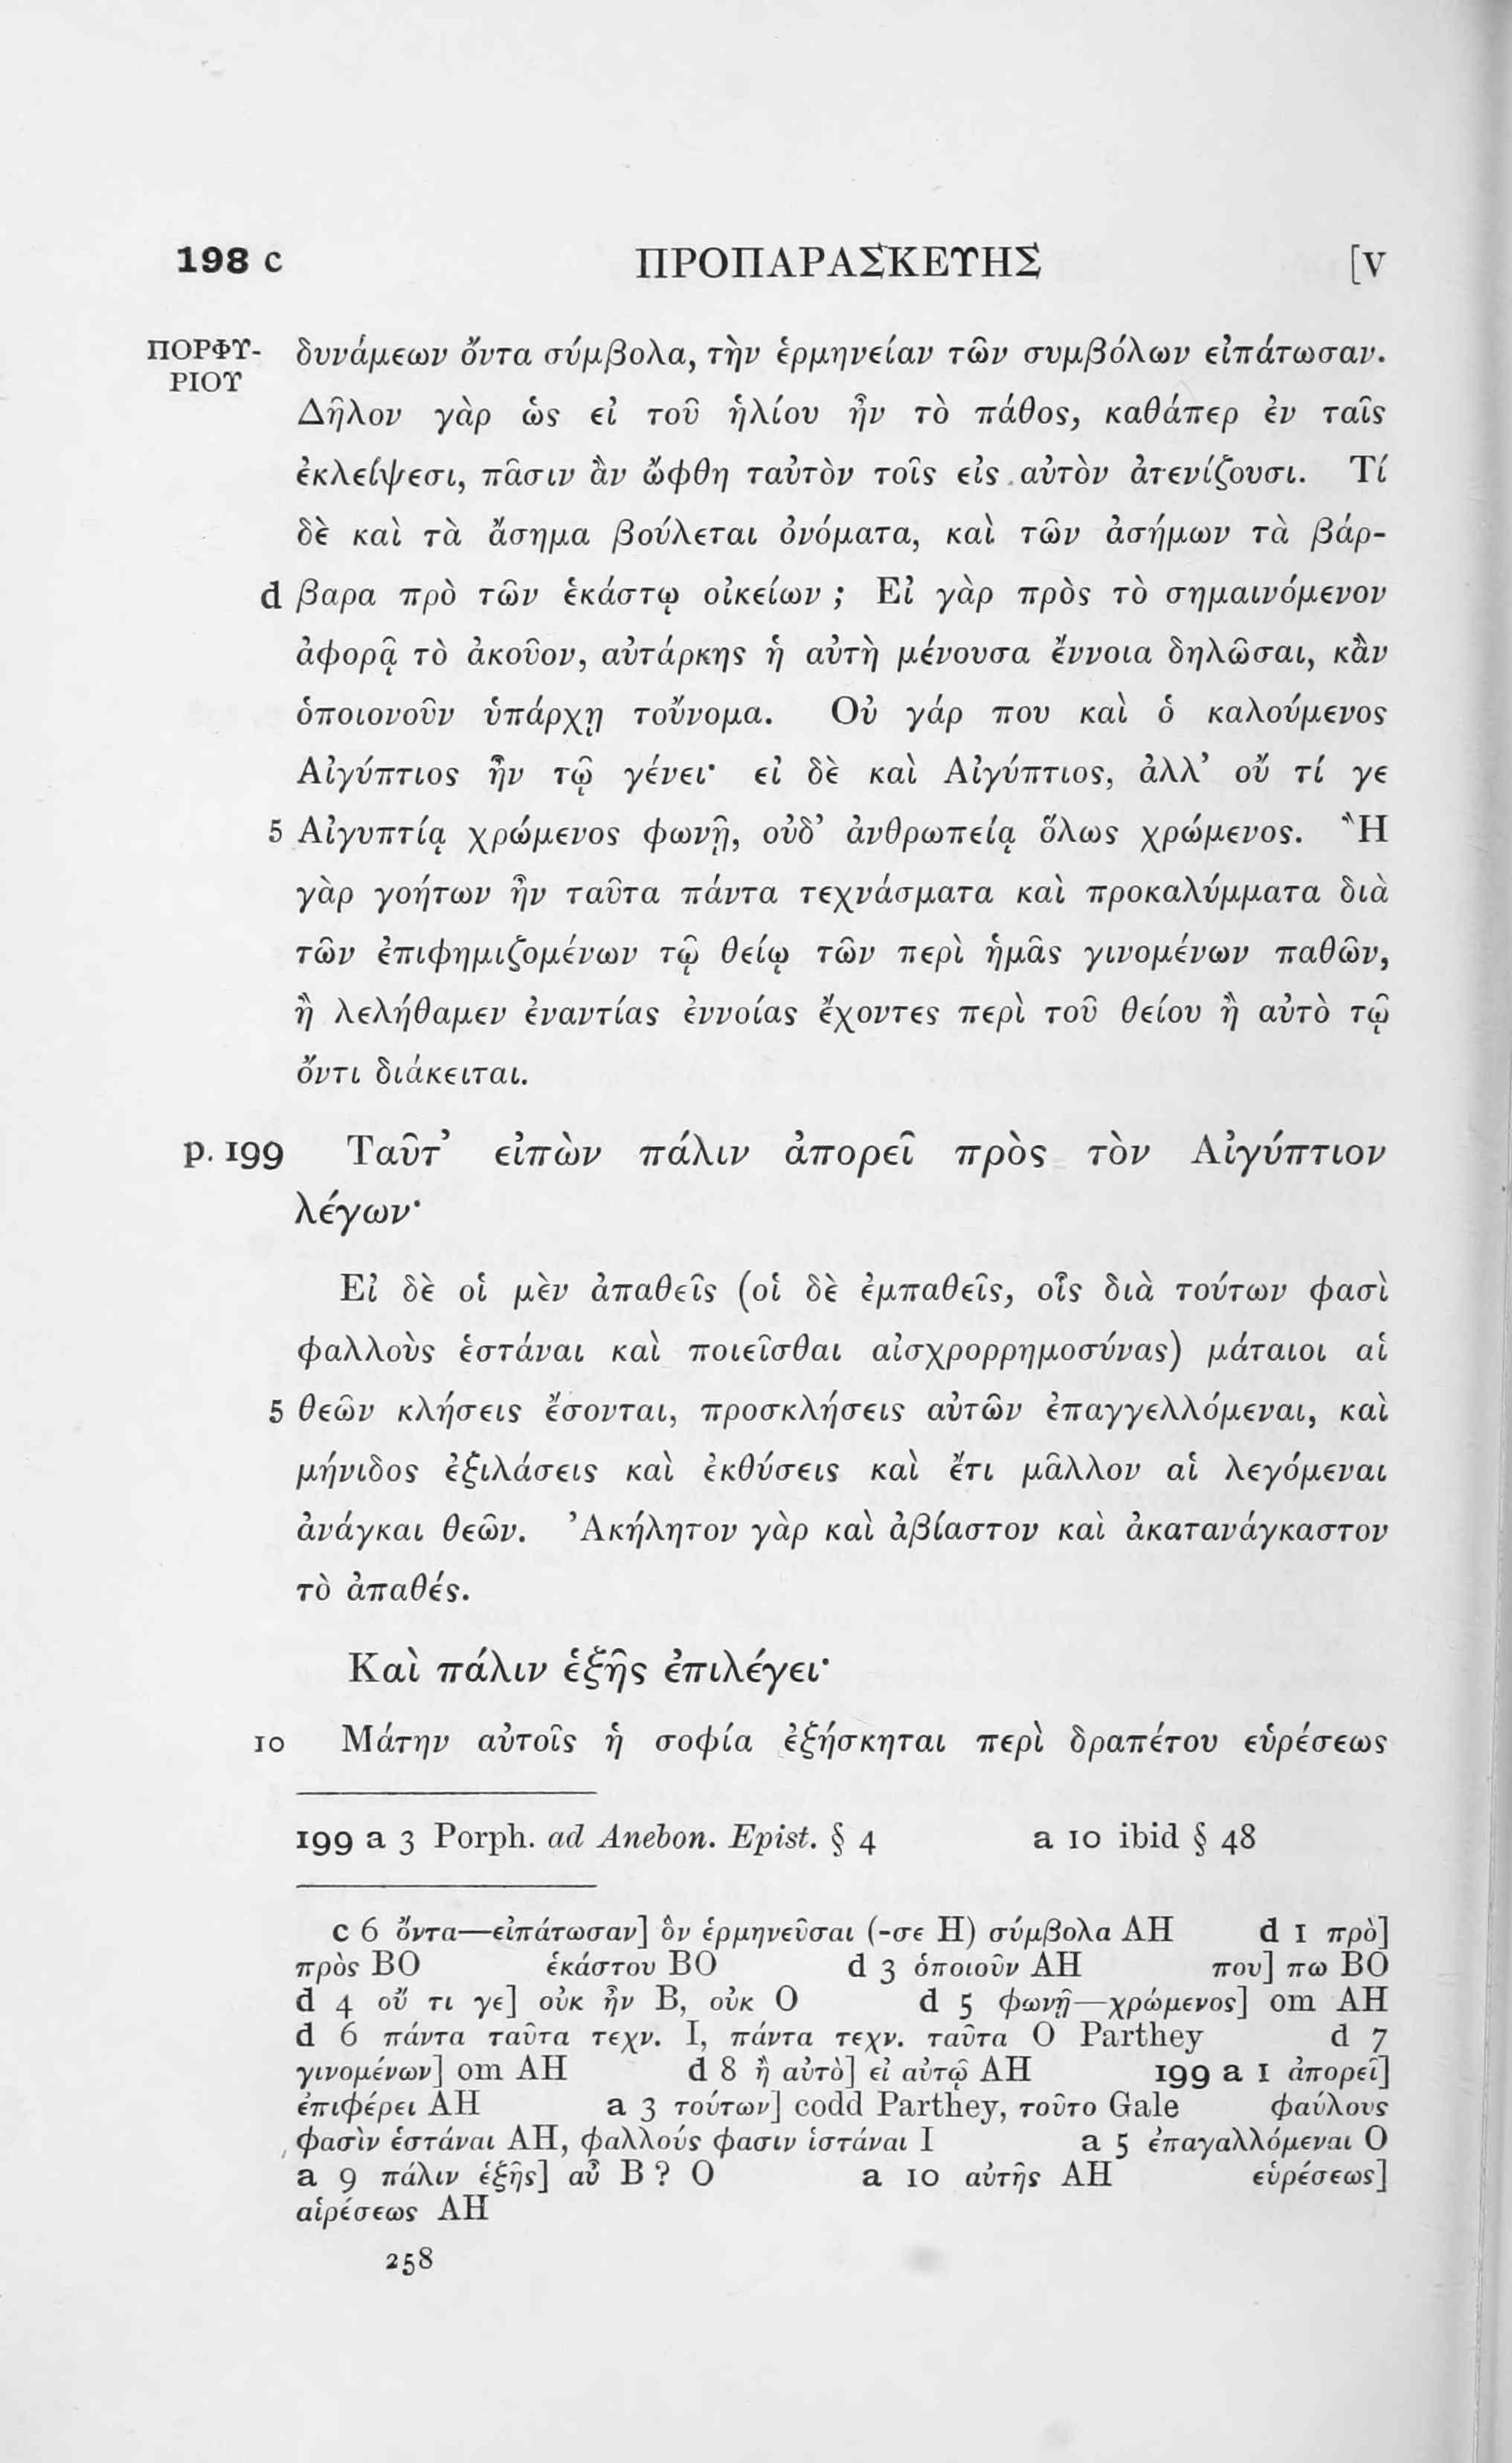 198 c ΠΡΟΠΑΡΑΣΚΕΥΗΣ [V
ΠΟΡΦΥ- δυνάμεων ὄντα σύμβολα, τὴν ἑρμηνείαν τῶν συμβόλων εἰπάτωσαν.
ΡΙΟΥ
Δῆλον γὰρ ὡς εἰ τοῦ ἡλίου ἦν τὸ πάθος, καθάπερ ἐν ταῖς
ἐκλείψεσι, πᾶσιν ἂν ὤφθη ταὐτὸν τοῖς εἰς αὐτὸν ἀτενίζουσι. Τί
δὲ καὶ τὰ ἄσημα βούλεται ὀνόματα, καὶ τῶν ἀσήμων τὰ βάρ-
d βαρα πρὸ τῶν ἑκάστῳ οἰκείων ; Εἰ γὰρ πρὸς τὸ σημαινόμενον
ἀφορᾷ τὸ ἀκοῦον, αὐτάρκης ἡ αὐτὴ μένουσα ἔννοια δηλῶσαι, κἂν
ὁποιονοῦν ὑπάρχῃ τοὔνομα. Οὐ γάρ που καὶ ὁ καλούμενος
Αἰγύπτιος ἦν τῷ γένει· εἰ δὲ καὶ Αἰγύπτιος, ἀλλ’ οὔ τί γε
5 Αἰγυπτίᾳ χρώμενος φωνῇ, οὐδ’ ἀνθρωπείᾳ ὅλως χρώμενος. Ἢ
γὰρ γοήτων ἦν ταῦτα πάντα τεχνάσματα καὶ προκαλύμματα διὰ
τῶν ἐπιφημιζομένων τῷ θείῳ τῶν περὶ ἡμᾶς γινομένων παθῶν,
ἢ λελήθαμεν ἐναντίας ἐννοίας ἔχοντες περὶ τοῦ θείου ἢ αὐτὸ τῷ
ὄντι διάκειται.
p. 199 Ταῦτ’ εἰπὼν πάλιν ἀπορεῖ πρὸς τὸν Αἰγύπτιον
λέγων·
Εἰ δὲ οἱ μὲν ἀπαθεῖς (οἱ δὲ ἐμπαθεῖς, οἷς διὰ τούτων φασὶ
φαλλοὺς ἑστάναι καὶ ποιεῖσθαι αἰσχρορρημοσύνας) μάταιοι αἱ
5 θεῶν κλήσεις ἔσονται, προσκλήσεις αὐτῶν ἐπαγγελλόμεναι, καὶ
μήνιδος ἐξιλάσεις καὶ ἐκθύσεις καὶ ἔτι μᾶλλον αἱ λεγόμεναι
ἀνάγκαι θεῶν. Ἀκήλητον γὰρ καὶ ἀβίαστον καὶ ἀκατανάγκαστον
τὸ ἀπαθές.
Καὶ πάλιν ἑξῆς ἐπιλέγει·
10 Μάτην αὐτοῖς ἡ σοφία ἐξήσκηται περὶ δραπέτου εὑρέσεως
199 a 3 Porph. ad Anebon. Epist. § 4 a 10 ibid § 48
c 6 ὄντα—εἰπάτωσαν] ὃν ἑρμηνεῦσαι (-σε H) σύμβολα AH d 1 πρὸ]
πρὸς BO ἑκάστου BO d 3 ὁποιοῦν AH που] πω BO
d 4 οὔ τι γε] οὐκ ἦν B, οὐκ O d 5 φωνῇ—χρώμενος] om AH
d 6 πάντα ταῦτα τεχν. I, πάντα τεχν. ταῦτα O Parthey d 7
γινομένων] om AH d 8 ἢ αὐτὸ] εἰ αὐτῷ AH 199 a 1 ἀπορεῖ]
ἐπιφέρει AH a 3 τούτων] codd Parthey, τοῦτο Gale φαύλους
φασὶν ἑστάναι AH, φαλλούς φασιν ἱστάναι I a 5 ἐπαγαλλόμεναι O
a 9 πάλιν ἑξῆς] αὖ B ? O a 10 αὐτῆς AH εὑρέσεως]
αἱρέσεως AH
258